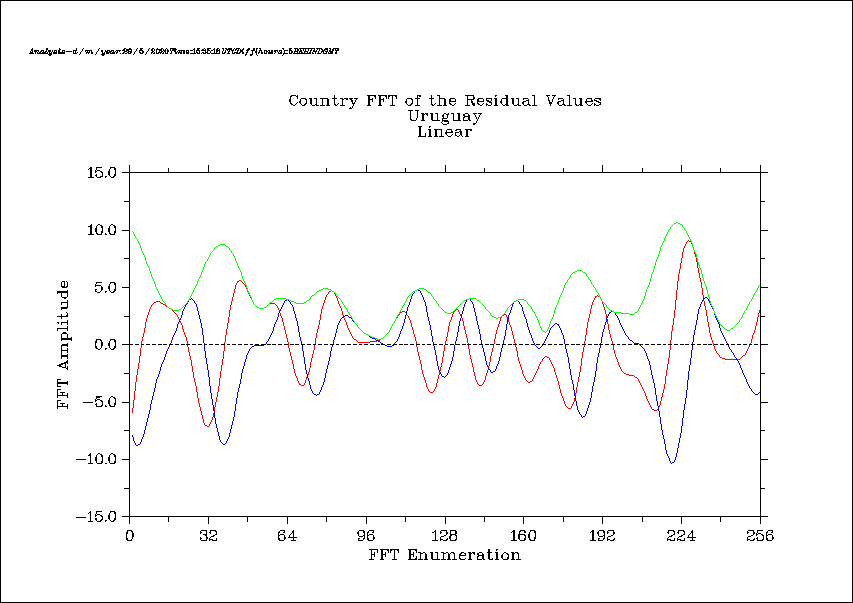 Country FFT of the Residual Values
Uruguay
Linear
FFT Amplitude
15.0
10.0
5.0
0.0
-5.0
-10.0
-15.0
0 32 64 96 128 160 192 224 256
FFT Enumeration